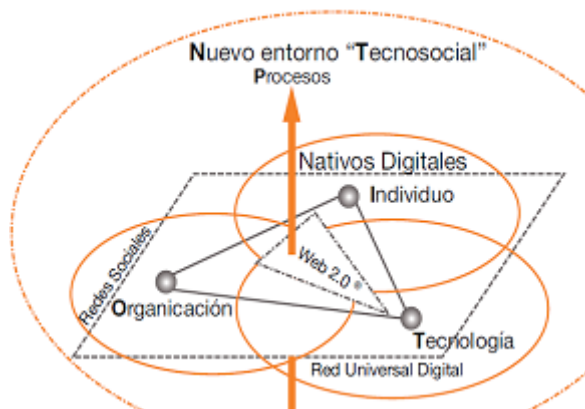 Nuevo entorno “Tecnosocial”
Procesos
Nativos Digitales
Individuo
Redes Sociales
Web 2.0 ®
Organicación
Tecnología
Red Universal Digital